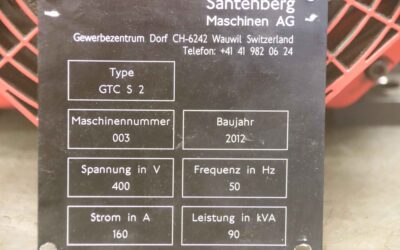 Santenberg
Maschinen AG
Gewerbezentrum Dorf CH-6242 Wauwil Switzerland
Telefon: +41 41 982 06 24
Type
GTC S 2
Maschinennummer
003
Baujahr
2012
Spannung in V
400
Frequenz in Hz
50
Strom in A
160
Leistung in kVA
90